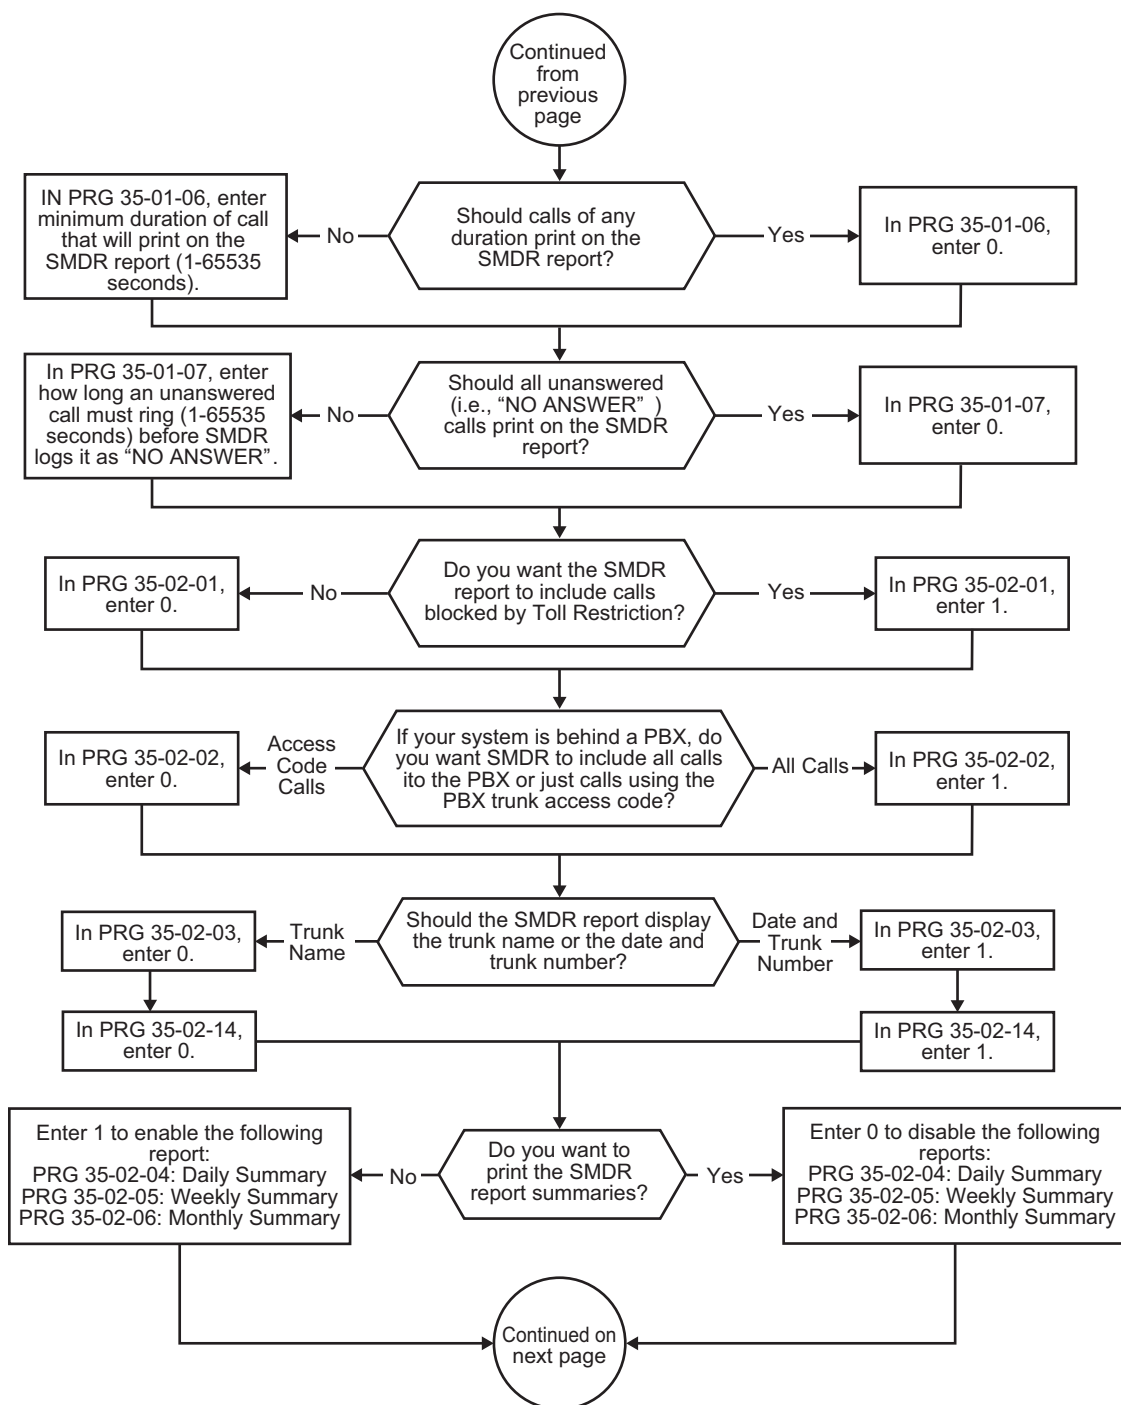 Continued
from
previous
page
IN PRG 35-01-06, enter
minimum duration of call
that will print on the
SMDR report (1-65535
seconds).
No
Should calls of any
duration print on the
SMDR report?
Yes
In PRG 35-01-06,
enter 0.
In PRG 35-01-07, enter
how long an unanswered
call must ring (1-65535
seconds) before SMDR
logs it as “NO ANSWER”.
No
Should all unanswered
(i.e., “NO ANSWER” )
calls print on the SMDR
report?
Yes
In PRG 35-01-07,
enter 0.
In PRG 35-02-01,
enter 0.
No
Do you want the SMDR
report to include calls
blocked by Toll Restriction?
Yes
In PRG 35-02-01,
enter 1.
In PRG 35-02-02,
enter 0.
Access
Code
Calls
If your system is behind a PBX, do
you want SMDR to include all calls
ito the PBX or just calls using the
PBX trunk access code?
All Calls
In PRG 35-02-02,
enter 1.
In PRG 35-02-03,
enter 0.
Trunk
Name
Should the SMDR report display
the trunk name or the date and
trunk number?
Date and
Trunk
Number
In PRG 35-02-03,
enter 1.
In PRG 35-02-14,
enter 0.
In PRG 35-02-14,
enter 1.
Enter 1 to enable the following
report:
PRG 35-02-04: Daily Summary
PRG 35-02-05: Weekly Summary
PRG 35-02-06: Monthly Summary
No
Do you want to
print the SMDR
report summaries?
Yes
Enter 0 to disable the following
reports:
PRG 35-02-04: Daily Summary
PRG 35-02-05: Weekly Summary
PRG 35-02-06: Monthly Summary
Continued on
next page